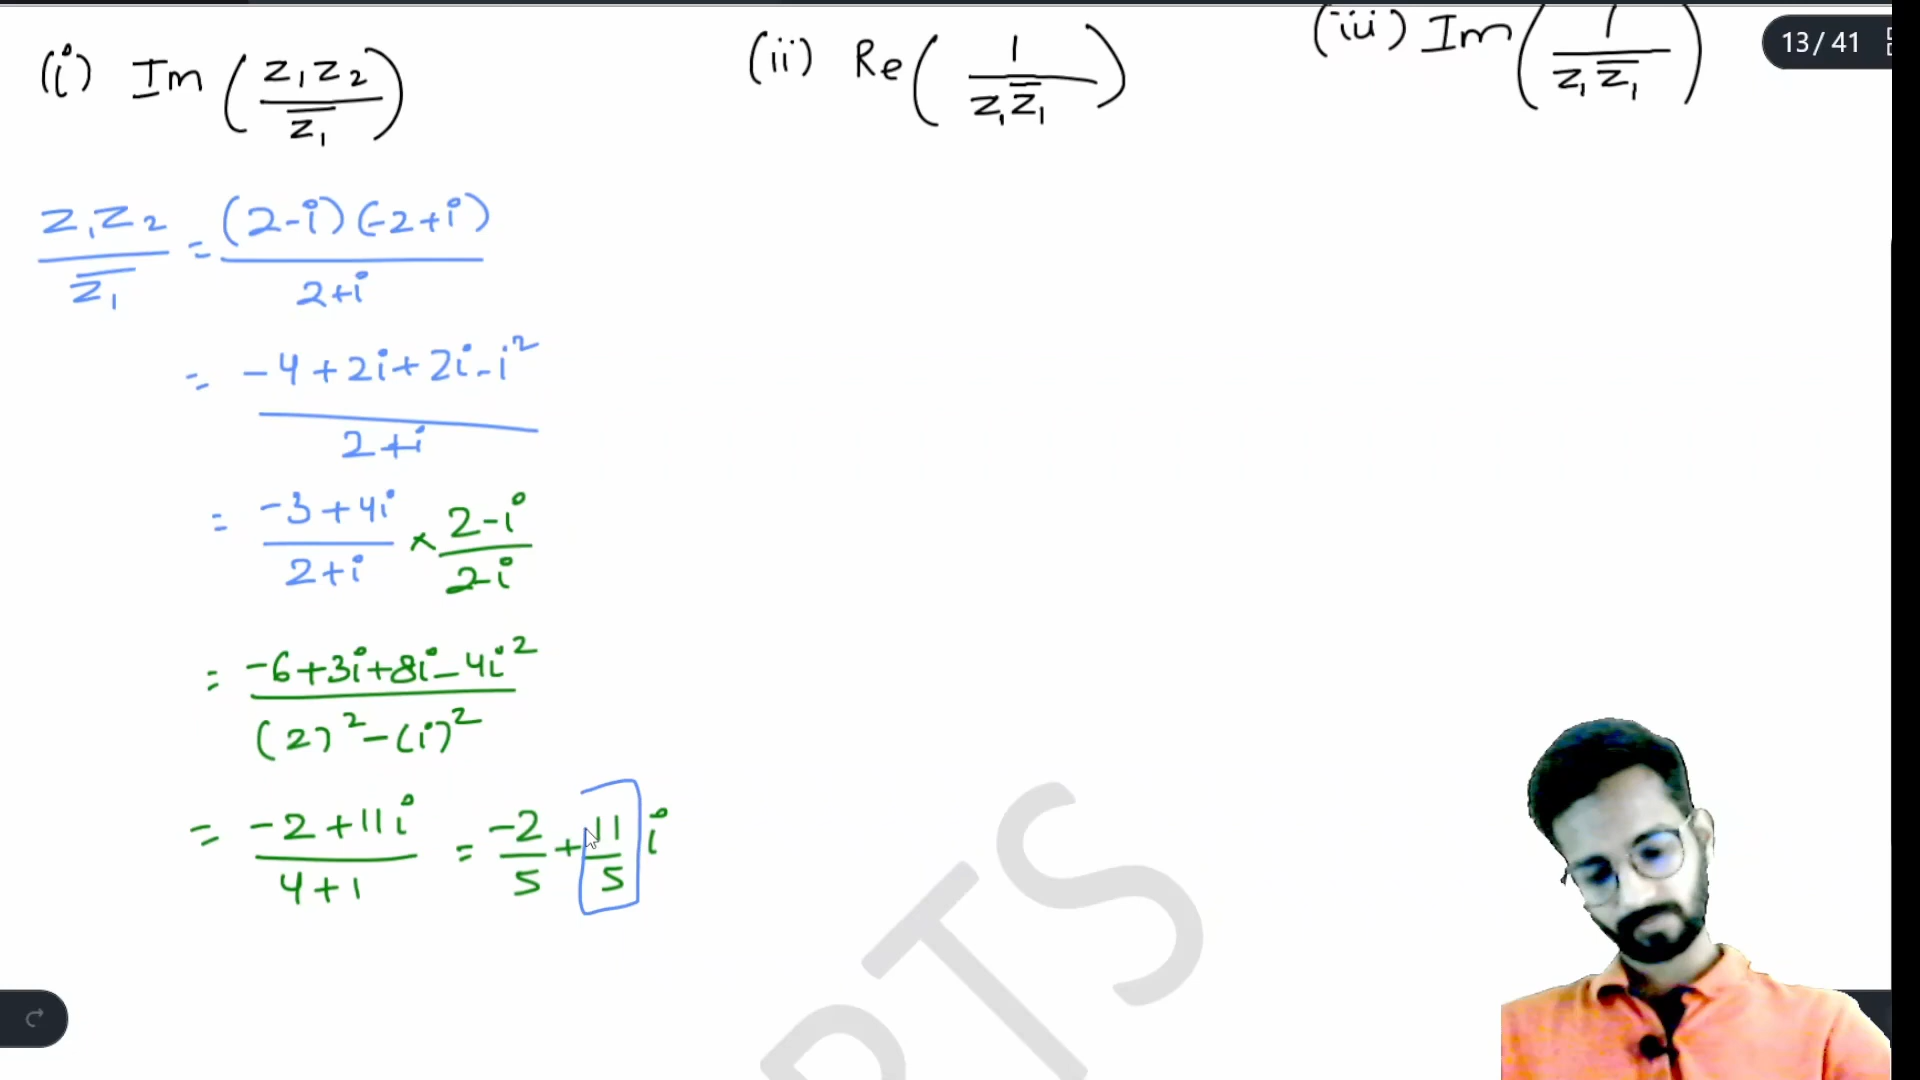 (i) Im (z₁z₂ / z̅₁)
(ii) Re (1 / z₁z̅₁)
(iii) Im (1 / z₁z̅₁)
13/ 41
z₁z₂ / z̅₁ = (2-i)(-2+i) / 2+i
= -4+2i+2i-i² / 2+i
= -3+4i / 2+i × 2-i / 2i
= -6+3i+8i-4i² / (2)²-(i)²
= -2+11i / 4+1 = -2/5 + 11/5 i
PTS